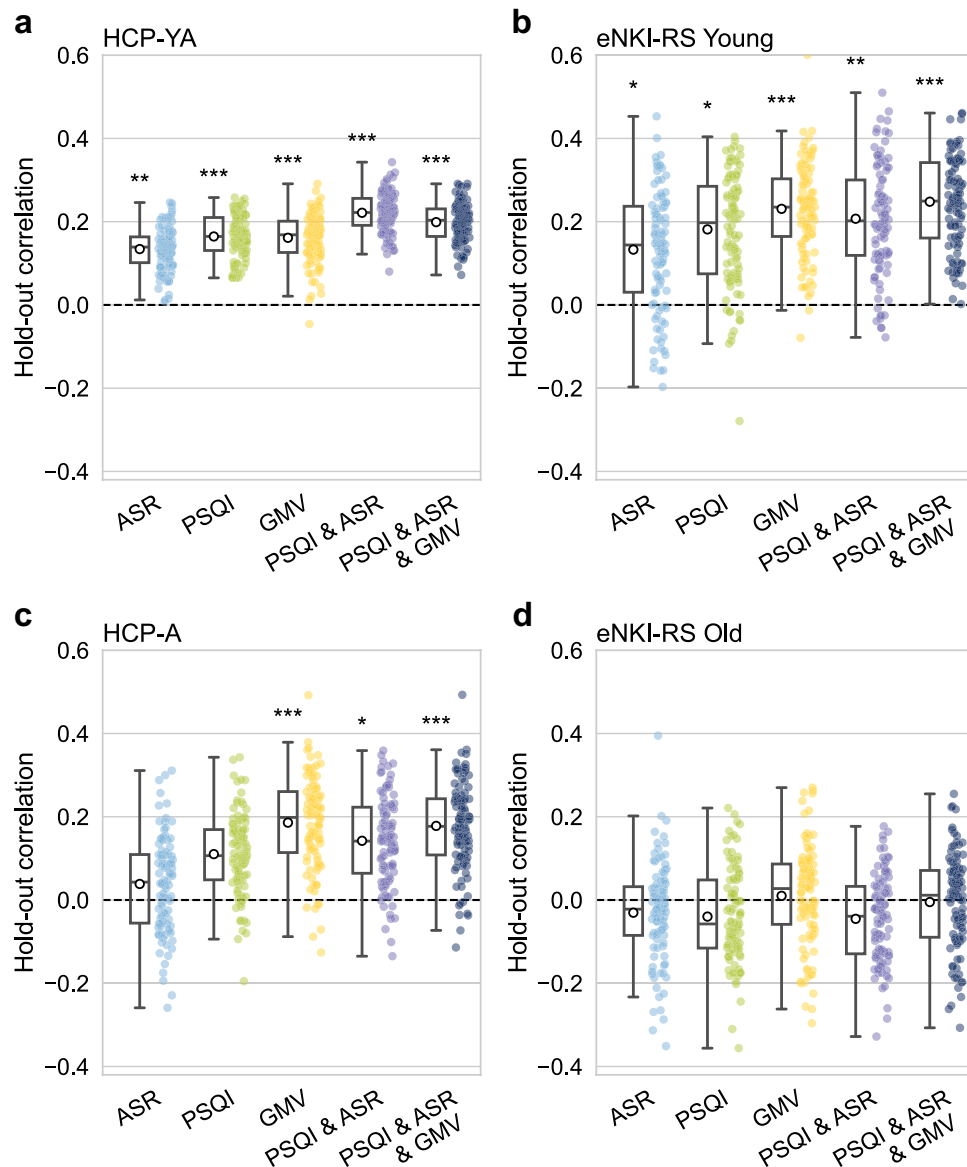 a
HCP-YA
Hold-out correlation
0.6
0.4
0.2
0.0
−0.2
−0.4
**
***
***
***
***
ASR
PSQI
GMV
PSQI & ASR
PSQI & ASR
& GMV
b
eNKI-RS Young
Hold-out correlation
0.6
0.4
0.2
0.0
−0.2
−0.4
*
*
***
**
***
ASR
PSQI
GMV
PSQI & ASR
PSQI & ASR
& GMV
c
HCP-A
Hold-out correlation
0.6
0.4
0.2
0.0
−0.2
−0.4
***
*
***
ASR
PSQI
GMV
PSQI & ASR
PSQI & ASR
& GMV
d
eNKI-RS Old
Hold-out correlation
0.6
0.4
0.2
0.0
−0.2
−0.4
ASR
PSQI
GMV
PSQI & ASR
PSQI & ASR
& GMV